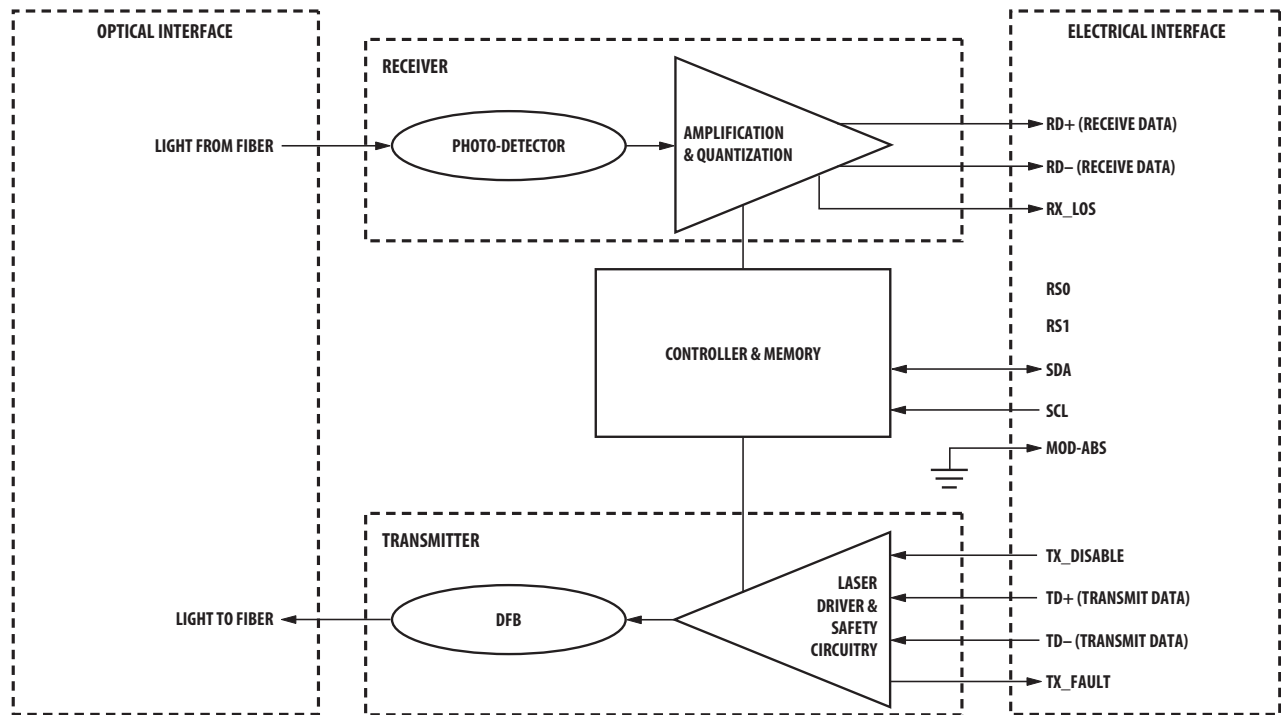 OPTICAL INTERFACE
ELECTRICAL INTERFACE
RECEIVER
LIGHT FROM FIBER
PHOTO-DETECTOR
AMPLIFICATION
& QUANTIZATION
RD+ (RECEIVE DATA)
RD– (RECEIVE DATA)
RX_LOS
CONTROLLER & MEMORY
RS0
RS1
SDA
SCL
MOD-ABS
TRANSMITTER
LIGHT TO FIBER
DFB
LASER
DRIVER &
SAFETY
CIRCUITRY
TX_DISABLE
TD+ (TRANSMIT DATA)
TD– (TRANSMIT DATA)
TX_FAULT